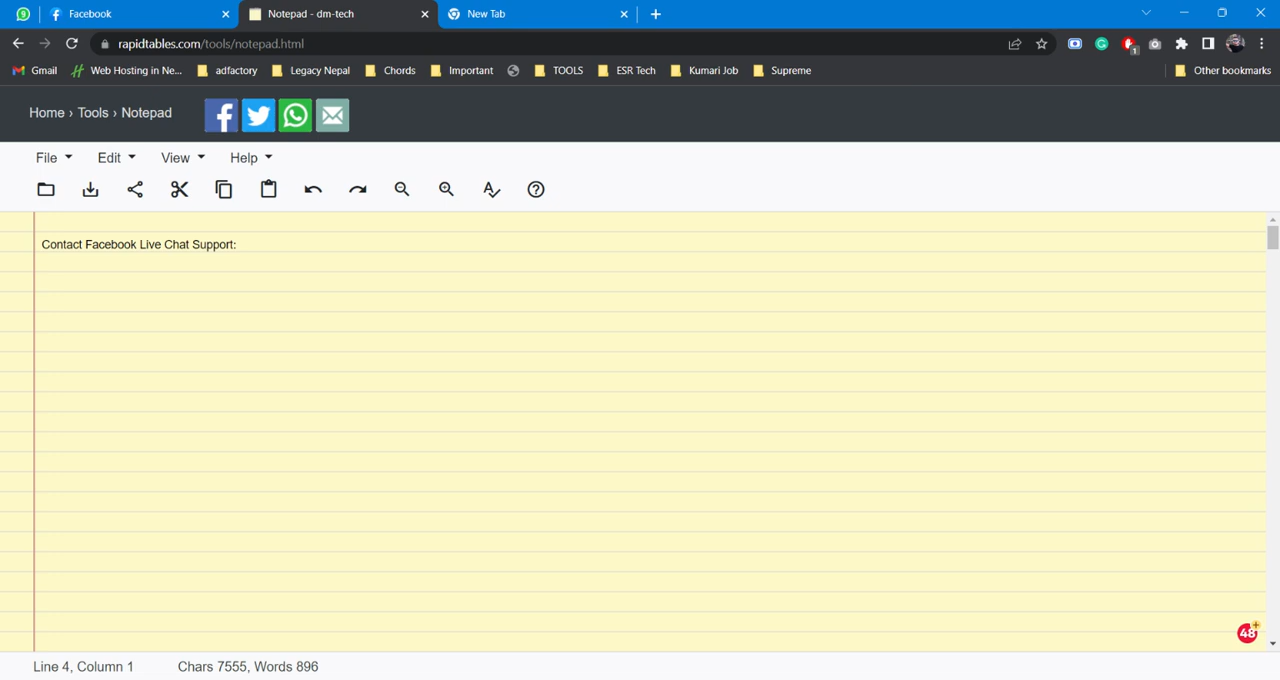 Facebook
Notepad - dm-tech
New Tab
rapidtables.com/tools/notepad.html
1
Gmail
Web Hosting in Ne...
adfactory
Legacy Nepal
Chords
Important
TOOLS
ESR Tech
Kumari Job
Supreme
Other bookmarks
Home › Tools › Notepad
File
Edit
View
Help
Contact Facebook Live Chat Support:
48
Line 4, Column 1
Chars 7555, Words 896